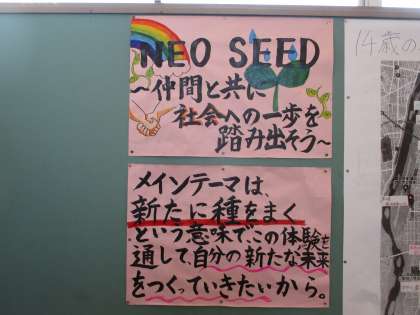 NEO SEED
～仲間と共に
社会への一歩を
踏み出そう～
メインテーマは、
新たに種をまく
という意味で、この体験を
通して、自分の新たな未来
をつくっていきたいから。
14歳の